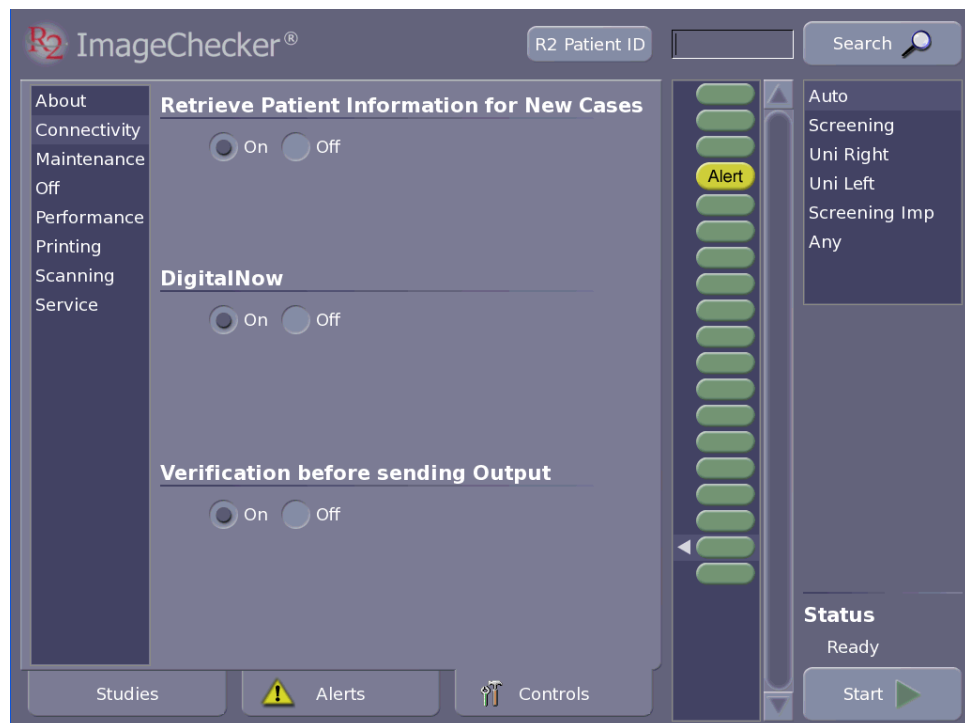 R2 ImageChecker®
R2 Patient ID
Search
About
Connectivity
Maintenance
Off
Performance
Printing
Scanning
Service
Retrieve Patient Information for New Cases
On Off
DigitalNow
On Off
Verification before sending Output
On Off
Alert
Auto
Screening
Uni Right
Uni Left
Screening Imp
Any
Status
Ready
Studies
Alerts
Controls
Start